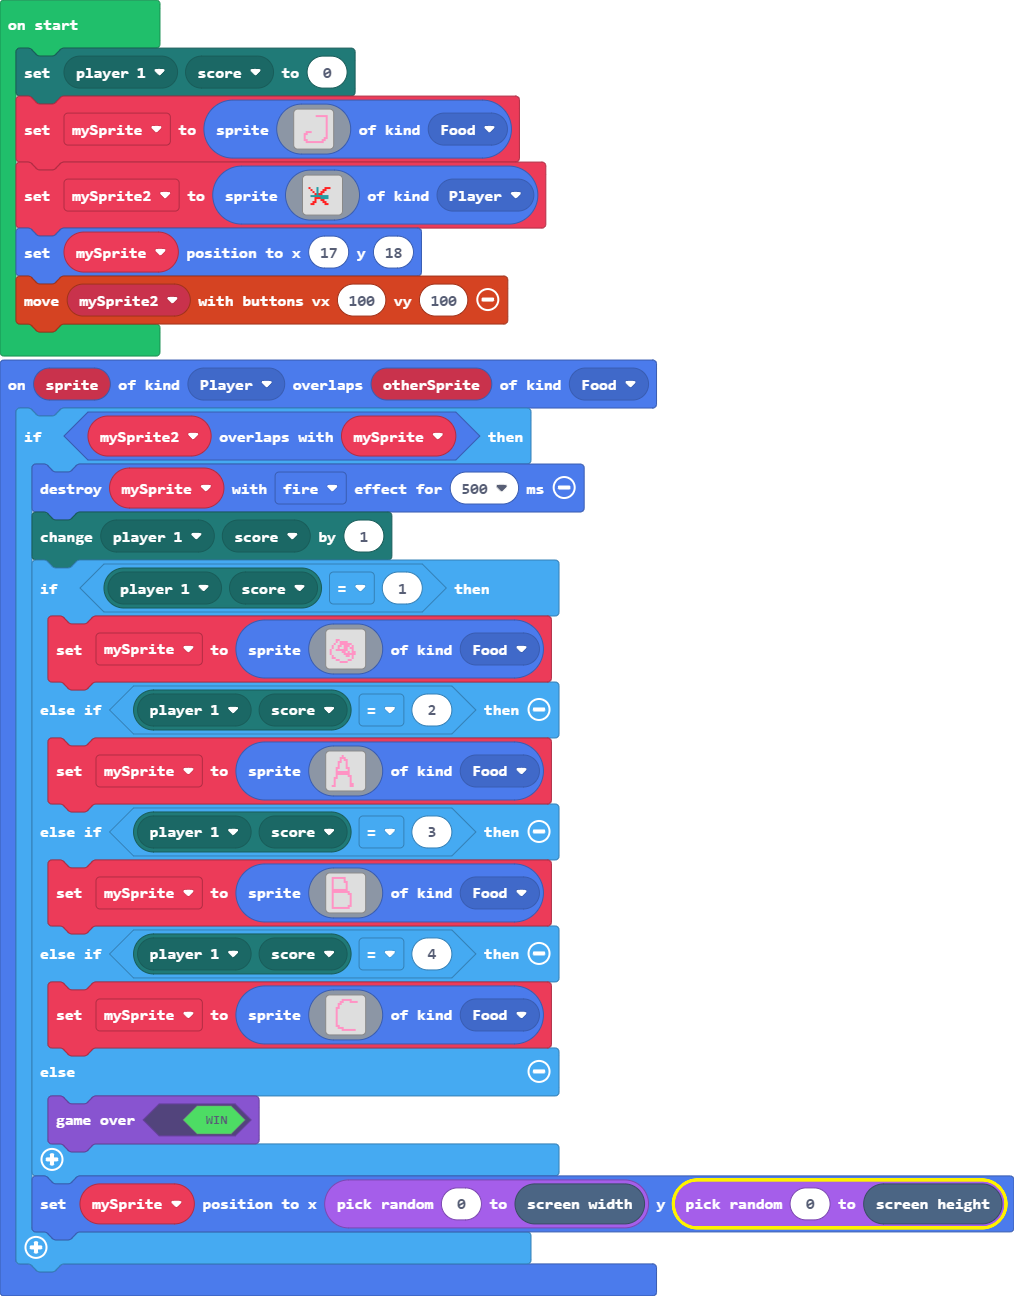 on start
set player 1 score to 0
set mySprite to sprite J of kind Food
set mySprite2 to sprite of kind Player
set mySprite position to x 17 y 18
move mySprite2 with buttons vx 100 vy 100
on sprite of kind Player overlaps otherSprite of kind Food
if mySprite2 overlaps with mySprite then
destroy mySprite with fire effect for 500 ms
change player 1 score by 1
if player 1 score = 1 then
set mySprite to sprite of kind Food
else if player 1 score = 2 then
set mySprite to sprite A of kind Food
else if player 1 score = 3 then
set mySprite to sprite B of kind Food
else if player 1 score = 4 then
set mySprite to sprite C of kind Food
else
game over WIN
set mySprite position to x pick random 0 to screen width y pick random 0 to screen height